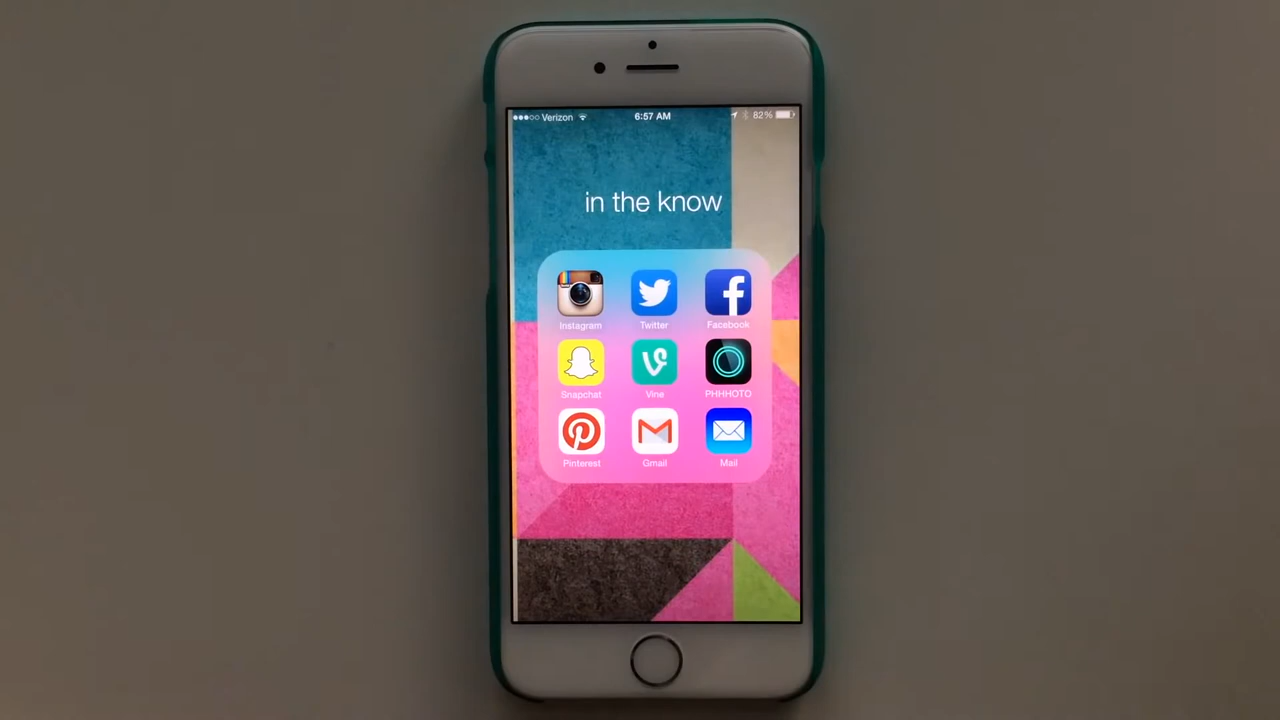 Verizon 6:57 AM 82%
in the know
Instagram Twitter Facebook
Snapchat Vine PHHHOTO
Pinterest Gmail Mail